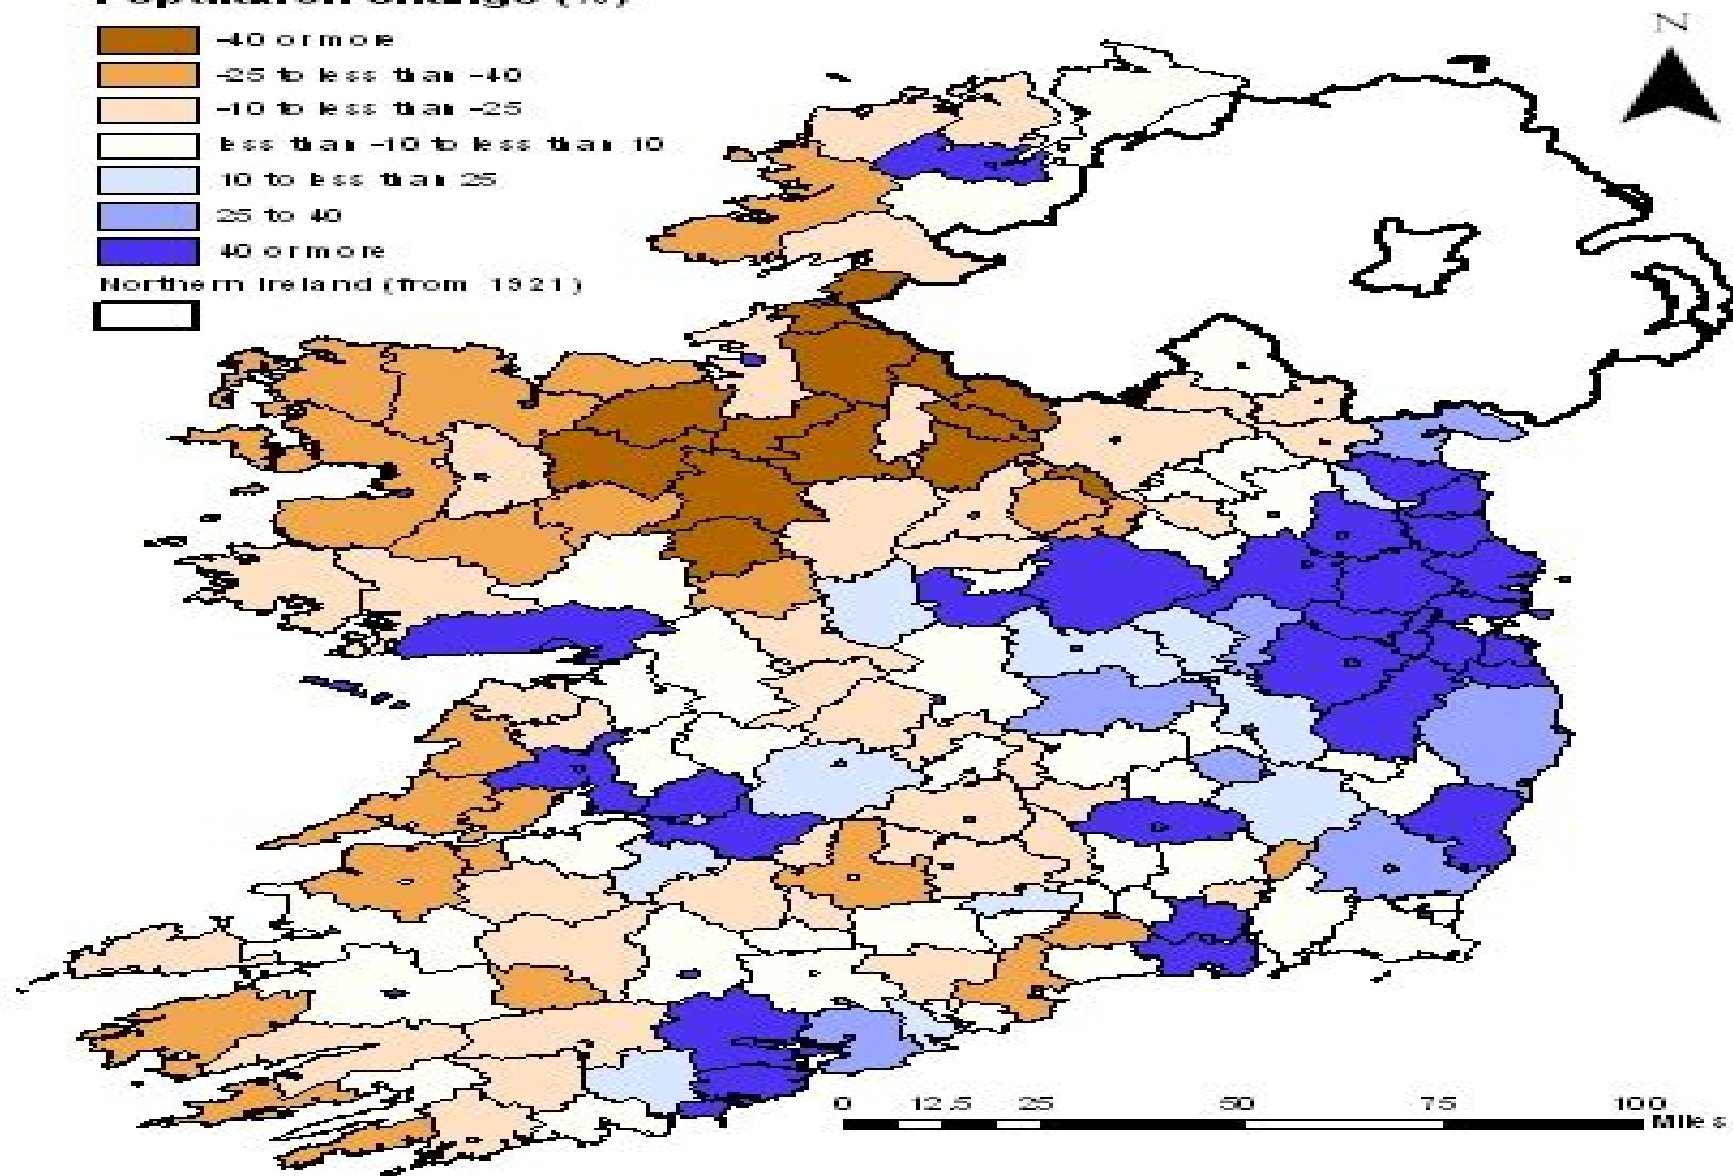 Population change (%)
-40 or more
-25 to less than -40
-10 to less than -25
less than -10 to less than 10
10 to less than 25
25 to 40
40 or more
Northern Ireland (from 1921)
N
0 12.5 25 50 75 100
Miles